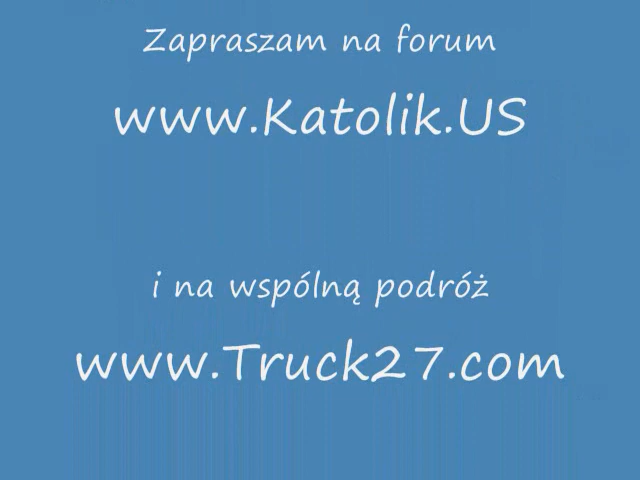 Zapraszam na forum
www.Katolik.US
i na wspólną podróż
www.Truck27.com